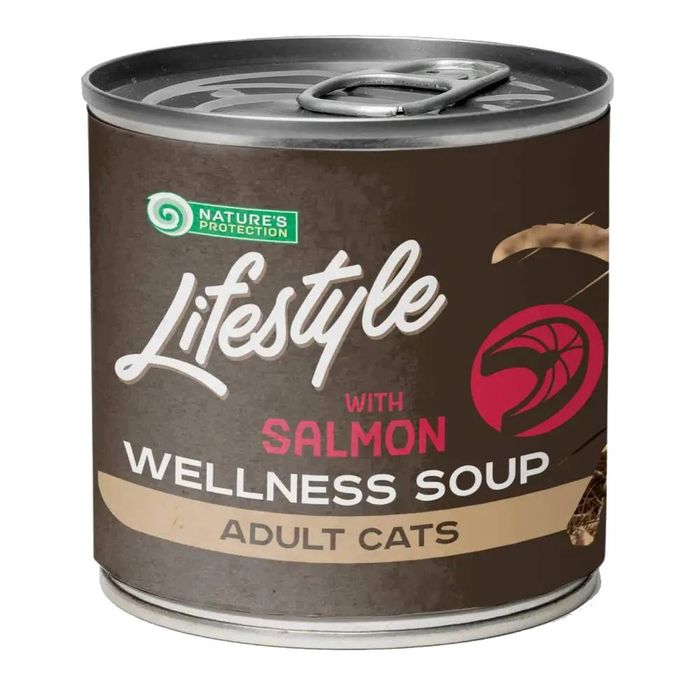 NATURE'S
PROTECTION
Lifestyle
WITH
SALMON
WELLNESS SOUP
ADULT CATS